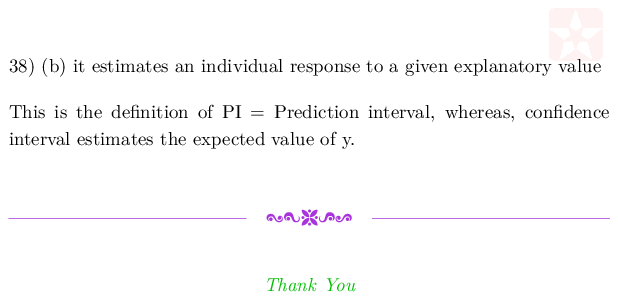 38) (b) it estimates an individual response to a given explanatory value
This is the definition of PI = Prediction interval, whereas, confidence
interval estimates the expected value of y.
Thank You